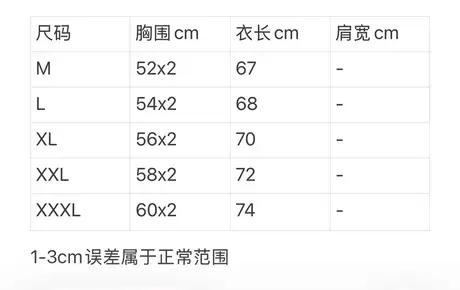 尺码 胸围cm 衣长cm 肩宽cm
M 52x2 67 -
L 54x2 68 -
XL 56x2 70 -
XXL 58x2 72 -
XXXL 60x2 74 -
1-3cm误差属于正常范围